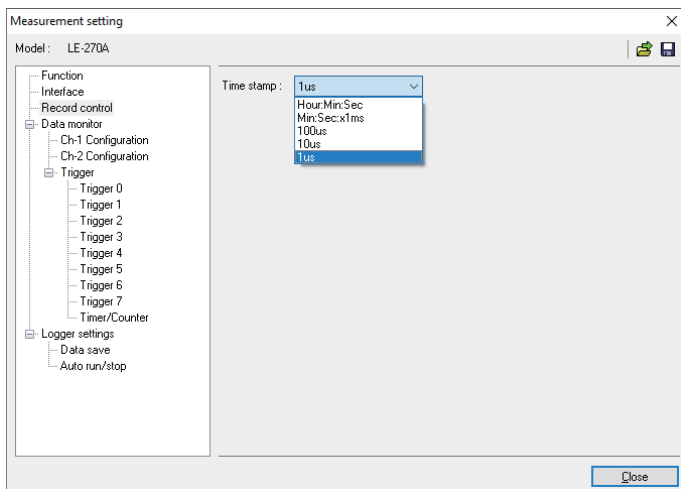 Measurement setting
Model : LE-270A
Function
Interface
Record control
Data monitor
Ch-1 Configuration
Ch-2 Configuration
Trigger
Trigger 0
Trigger 1
Trigger 2
Trigger 3
Trigger 4
Trigger 5
Trigger 6
Trigger 7
Timer/Counter
Logger settings
Data save
Auto run/stop
Time stamp : 1us
Hour:Min:Sec
Min:Sec:x1ms
100us
10us
1us
Close